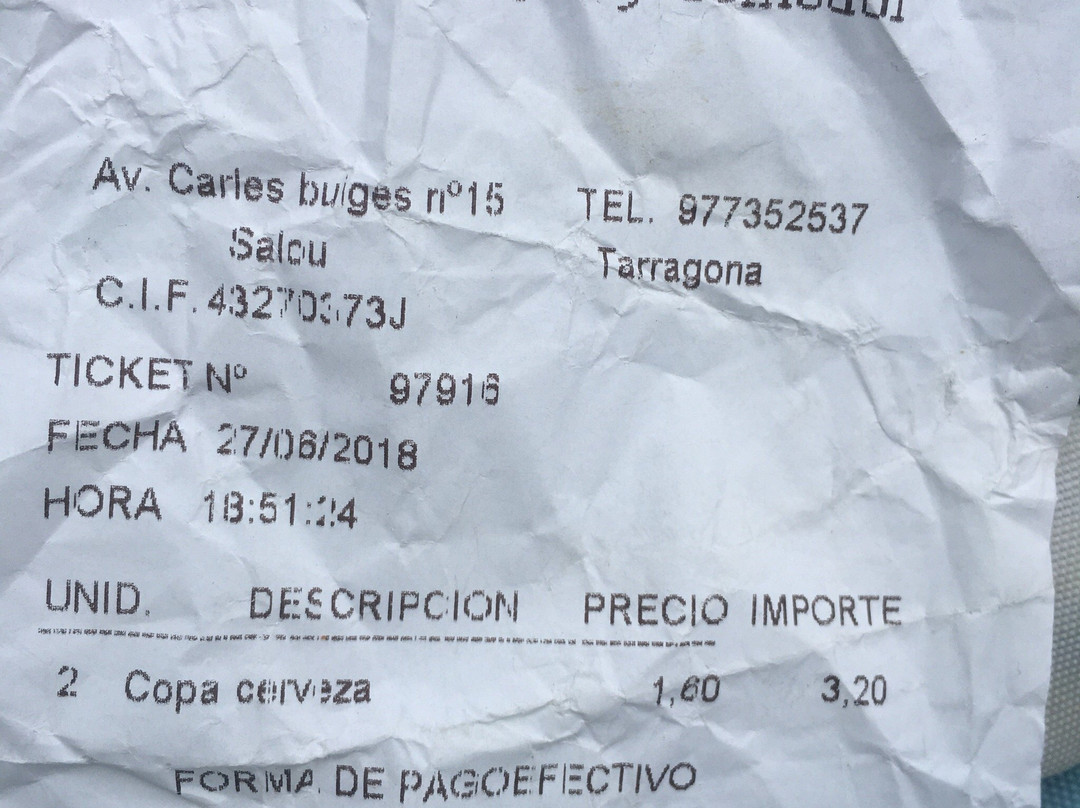 Av. Carles buiges nº15 TEL. 977352537
Salou Tarragona
C.I.F. 43270373J
TICKET Nº 97916
FECHA 27/06/2018
HORA 18:51:24
UNID. DESCRIPCION PRECIO IMPORTE
2 Copa cerveza 1,60 3,20
FORMA DE PAGOEFECTIVO